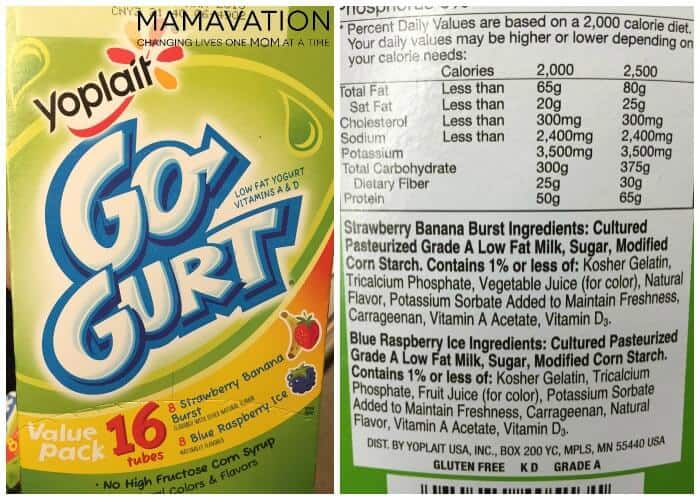 MAMAVATION
CHANGING LIVES ONE MOM AT A TIME
Yoplait
GO
GURT
LOW FAT YOGURT
VITAMINS A & D
Value
Pack
16
tubes
8 Strawberry Banana
Burst
8 Blue Raspberry Ice
• No High Fructose Corn Syrup
Colors & Flavors
* Percent Daily Values are based on a 2,000 calorie diet.
Your daily values may be higher or lower depending on
your calorie needs:
Calories 2,000 2,500
Total Fat Less than 65g 80g
Sat Fat Less than 20g 25g
Cholesterol Less than 300mg 300mg
Sodium Less than 2,400mg 2,400mg
Potassium 3,500mg 3,500mg
Total Carbohydrate 300g 375g
Dietary Fiber 25g 30g
Protein 50g 65g
Strawberry Banana Burst Ingredients: Cultured
Pasteurized Grade A Low Fat Milk, Sugar, Modified
Corn Starch. Contains 1% or less of: Kosher Gelatin,
Tricalcium Phosphate, Vegetable Juice (for color), Natural
Flavor, Potassium Sorbate Added to Maintain Freshness,
Carrageenan, Vitamin A Acetate, Vitamin D3.
Blue Raspberry Ice Ingredients: Cultured Pasteurized
Grade A Low Fat Milk, Sugar, Modified Corn Starch.
Contains 1% or less of: Kosher Gelatin, Tricalcium
Phosphate, Fruit Juice (for color), Potassium Sorbate
Added to Maintain Freshness, Carrageenan, Natural
Flavor, Vitamin A Acetate, Vitamin D3.
DIST. BY YOPLAIT USA, INC., BOX 200 YC, MPLS, MN 55440 USA
GLUTEN FREE K D GRADE A